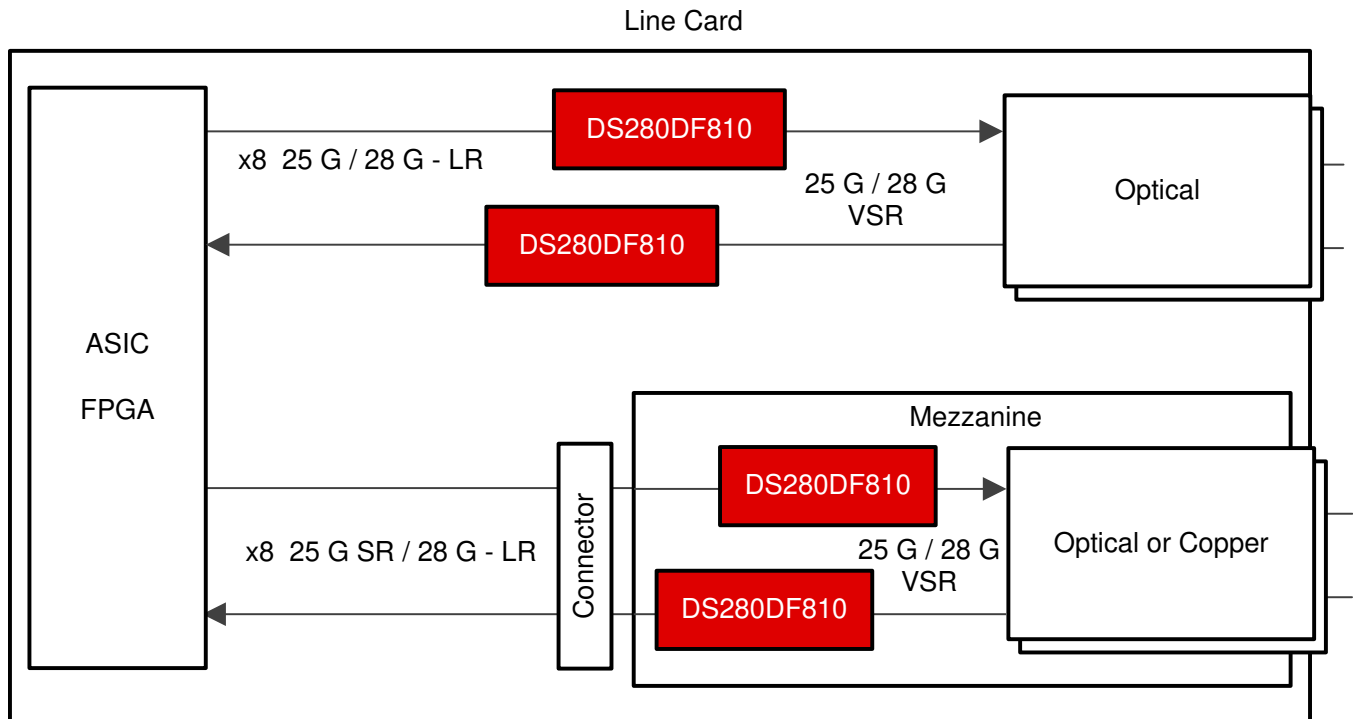 Line Card
DS280DF810
x8 25 G / 28 G - LR
25 G / 28 G
VSR
Optical
DS280DF810
ASIC
FPGA
Mezzanine
DS280DF810
Connector
x8 25 G SR / 28 G - LR
25 G / 28 G
VSR
Optical or Copper
DS280DF810